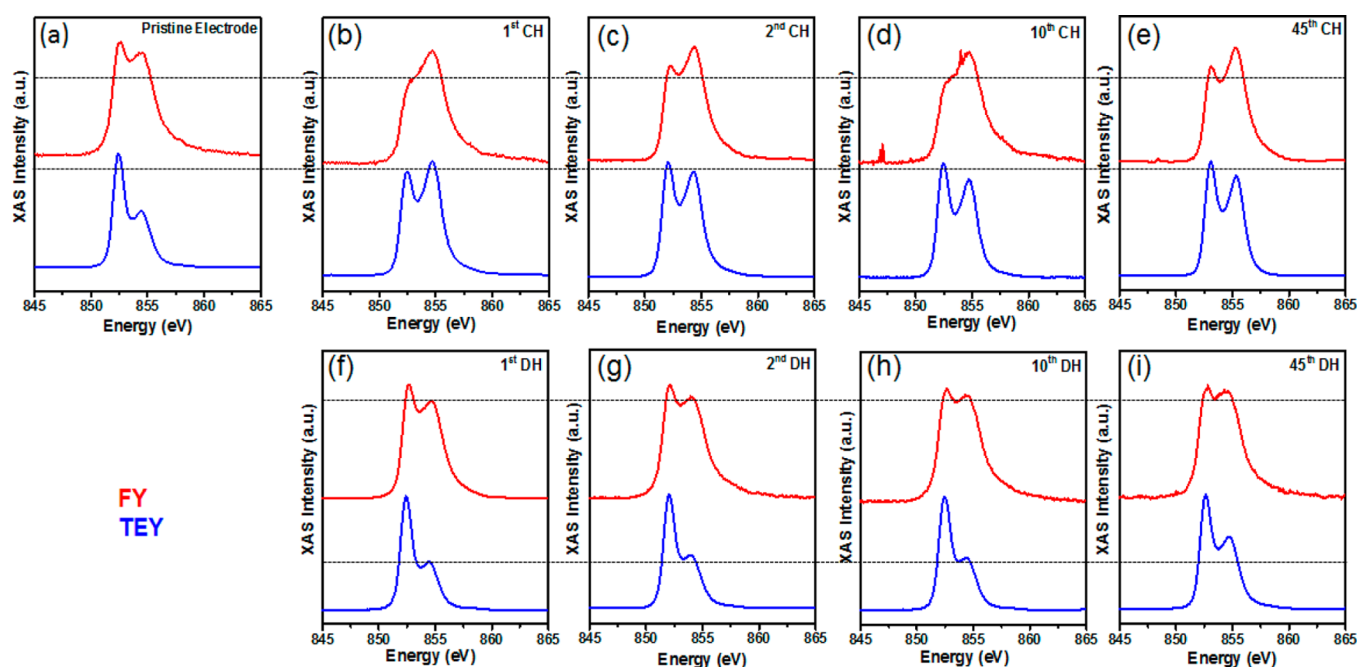 (a) Pristine Electrode
XAS Intensity (a.u.)
845 850 855 860 865
Energy (eV)
(b) 1st CH
XAS Intensity (a.u.)
845 850 855 860 865
Energy (eV)
(c) 2nd CH
XAS Intensity (a.u.)
845 850 855 860 865
Energy (eV)
(d) 10th CH
XAS Intensity (a.u.)
845 850 855 860 865
Energy (eV)
(e) 45th CH
XAS Intensity (a.u.)
845 850 855 860 865
Energy (eV)
FY
TEY
(f) 1st DH
XAS Intensity (a.u.)
845 850 855 860 865
Energy (eV)
(g) 2nd DH
XAS Intensity (a.u.)
845 850 855 860 865
Energy (eV)
(h) 10th DH
XAS Intensity (a.u.)
845 850 855 860 865
Energy (eV)
(i) 45th DH
XAS Intensity (a.u.)
845 850 855 860 865
Energy (eV)